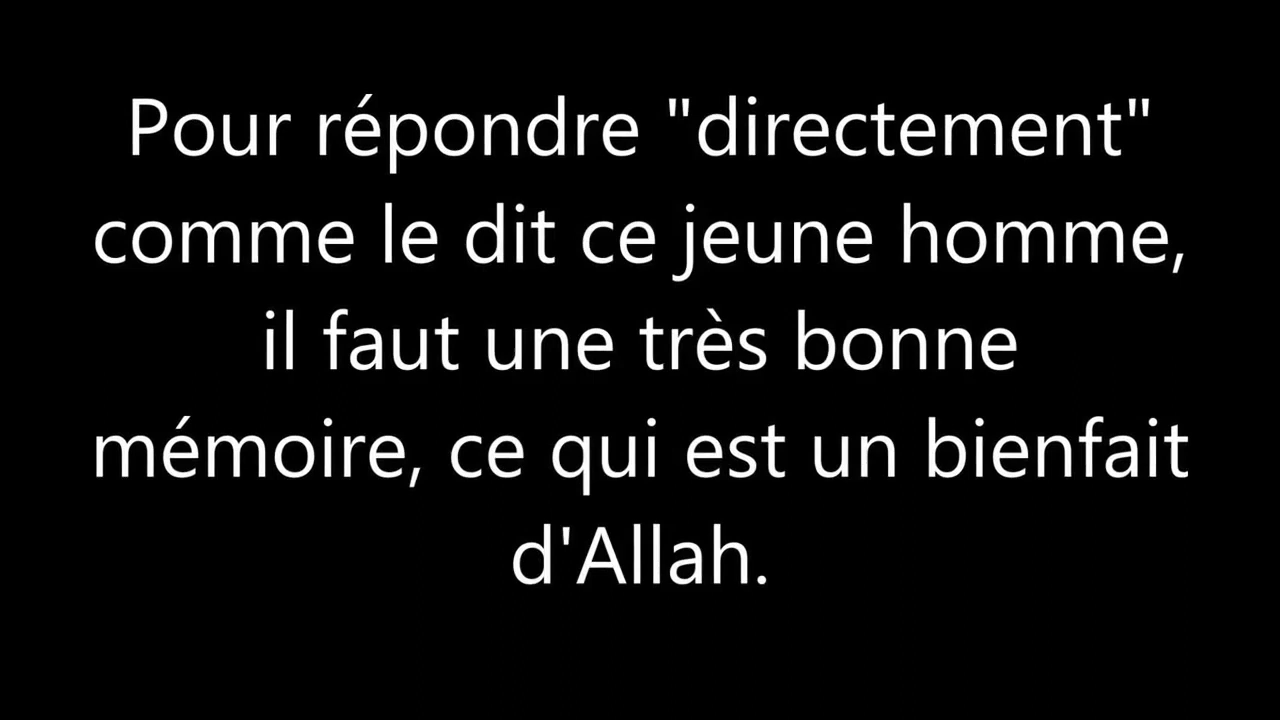 Pour répondre "directement"
comme le dit ce jeune homme,
il faut une très bonne
mémoire, ce qui est un bienfait
d'Allah.